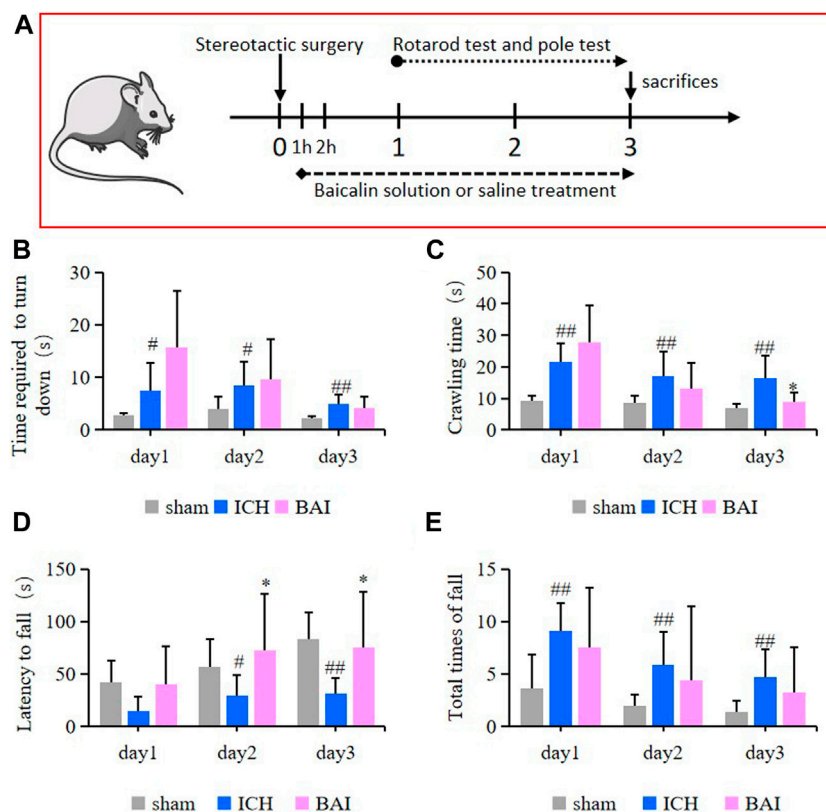 A
Stereotactic surgery
Rotarod test and pole test
sacrifices
0 1h 2h 1 2 3
Baicalin solution or saline treatment
B
Time required to turn
down (s)
30
20
10
0
# # ##
day1 day2 day3
sham ICH BAI
C
Crawling time (s)
50
40
30
20
10
0
## ## ## *
day1 day2 day3
sham ICH BAI
D
Latency to fall (s)
150
100
50
0
# * ## *
day1 day2 day3
sham ICH BAI
E
Total times of fall
15
10
5
0
## ## ##
day1 day2 day3
sham ICH BAI